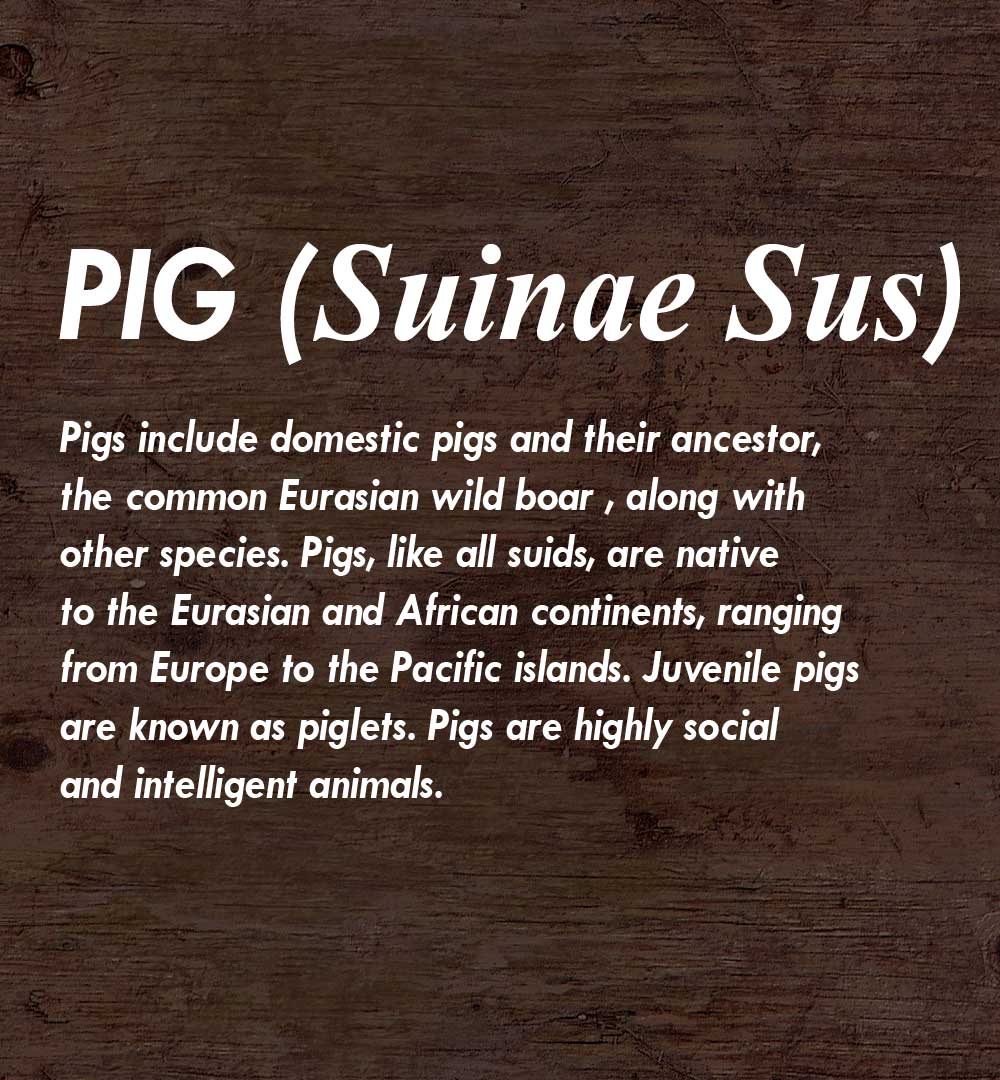 PIG (Suinae Sus)
Pigs include domestic pigs and their ancestor,
the common Eurasian wild boar , along with
other species. Pigs, like all suids, are native
to the Eurasian and African continents, ranging
from Europe to the Pacific islands. Juvenile pigs
are known as piglets. Pigs are highly social
and intelligent animals.